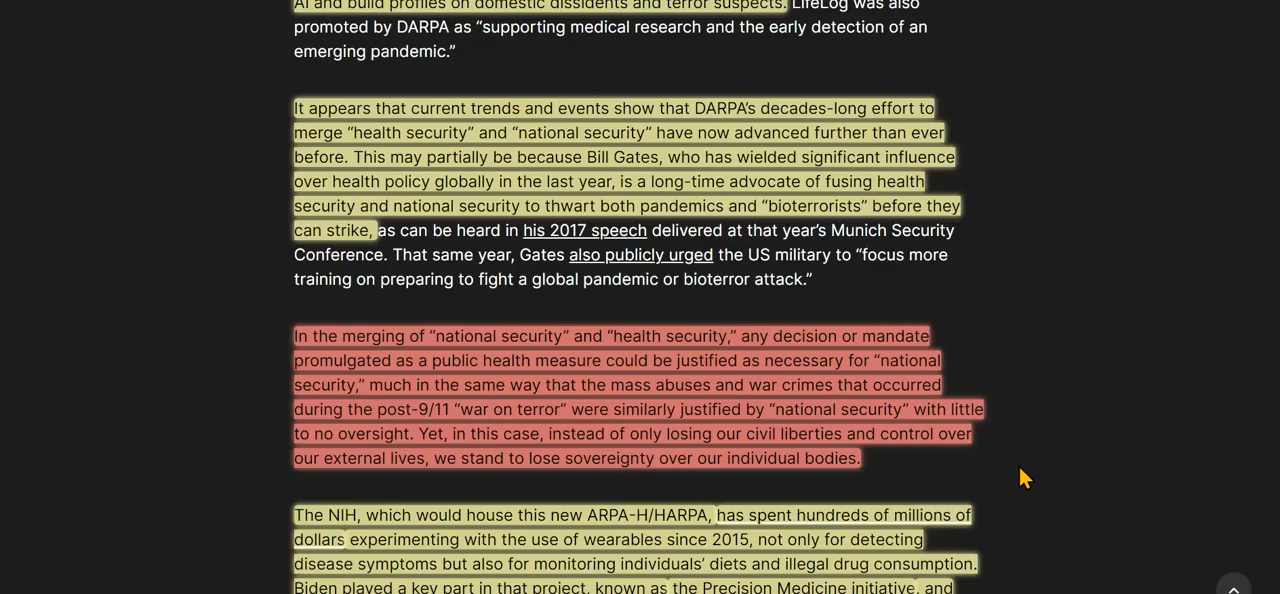 AI and build profiles on domestic dissidents and terror suspects. LifeLog was also
promoted by DARPA as “supporting medical research and the early detection of an
emerging pandemic.”
It appears that current trends and events show that DARPA’s decades-long effort to
merge “health security” and “national security” have now advanced further than ever
before. This may partially be because Bill Gates, who has wielded significant influence
over health policy globally in the last year, is a long-time advocate of fusing health
security and national security to thwart both pandemics and “bioterrorists” before they
can strike, as can be heard in his 2017 speech delivered at that year’s Munich Security
Conference. That same year, Gates also publicly urged the US military to “focus more
training on preparing to fight a global pandemic or bioterror attack.”
In the merging of “national security” and “health security,” any decision or mandate
promulgated as a public health measure could be justified as necessary for “national
security,” much in the same way that the mass abuses and war crimes that occurred
during the post-9/11 “war on terror” were similarly justified by “national security” with little
to no oversight. Yet, in this case, instead of only losing our civil liberties and control over
our external lives, we stand to lose sovereignty over our individual bodies.
The NIH, which would house this new ARPA-H/HARPA, has spent hundreds of millions of
dollars experimenting with the use of wearables since 2015, not only for detecting
disease symptoms but also for monitoring individuals’ diets and illegal drug consumption.
Biden played a key part in that project, known as the Precision Medicine initiative, and